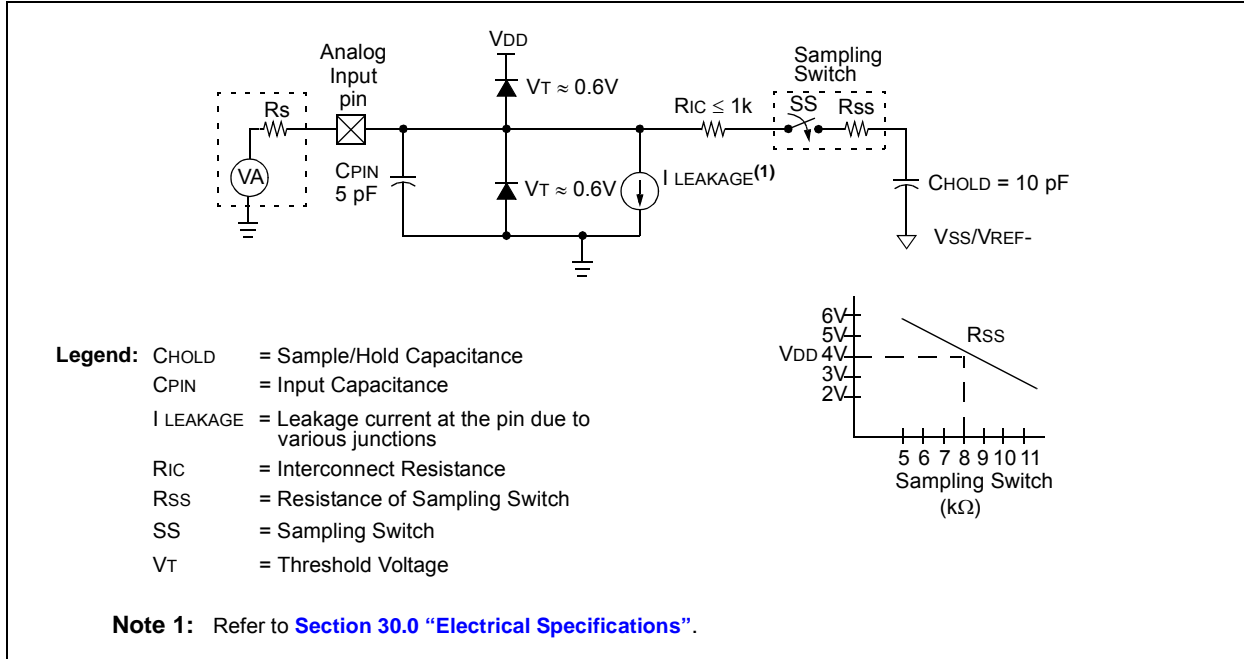 VDD
Analog
Input
pin
Sampling
Switch
VT ≈ 0.6V
RIC ≤ 1k
SS
Rss
Rs
VA
CPIN
5 pF
VT ≈ 0.6V
I LEAKAGE(1)
CHOLD = 10 pF
VSS/VREF-
6V
5V
VDD 4V
3V
2V
RSS
5 6 7 8 9 10 11
Sampling Switch
(kΩ)
Legend: CHOLD = Sample/Hold Capacitance
CPIN = Input Capacitance
I LEAKAGE = Leakage current at the pin due to
various junctions
RIC = Interconnect Resistance
RSS = Resistance of Sampling Switch
SS = Sampling Switch
VT = Threshold Voltage
Note 1: Refer to Section 30.0 “Electrical Specifications”.